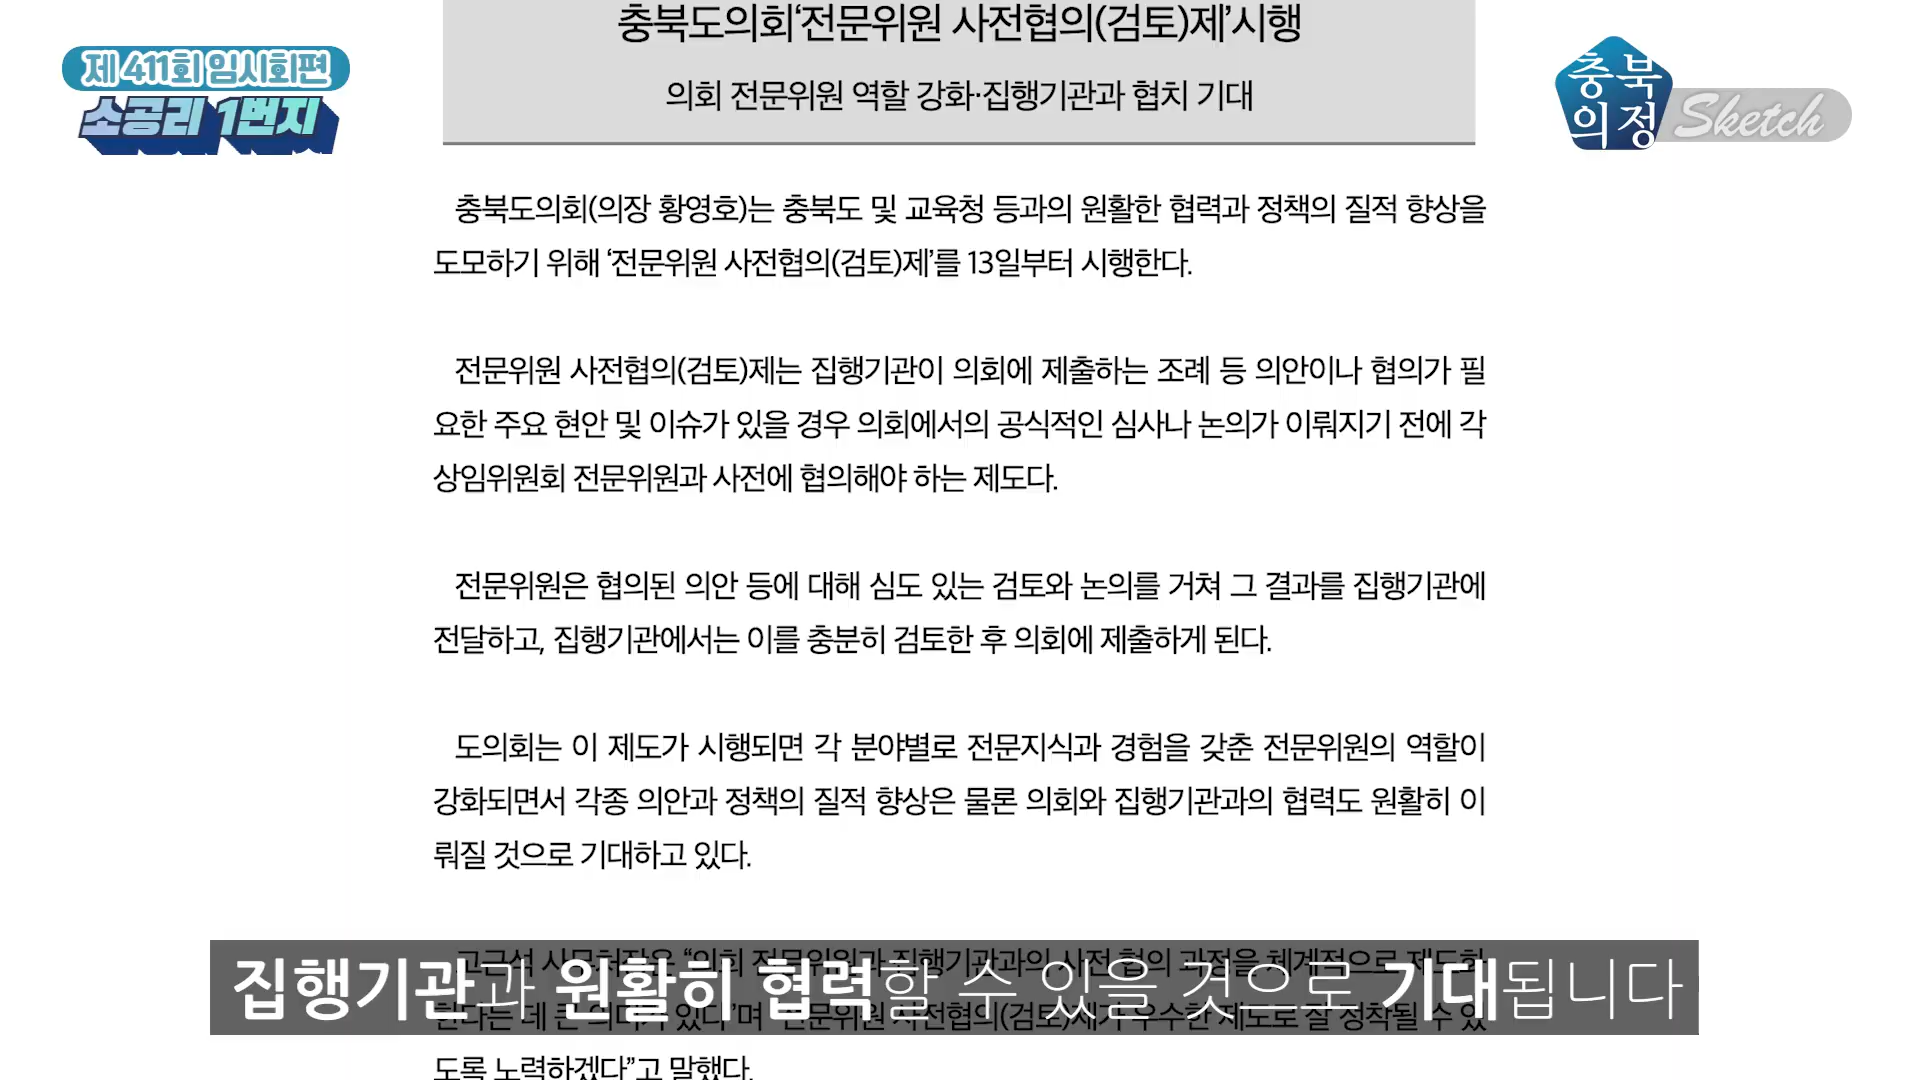 충북도의회‘전문위원 사전협의(검토)제’시행
제 411회 임시회편
소공리 1번지
충북
의정
Sketch
의회 전문위원 역할 강화·집행기관과 협치 기대
충북도의회(의장 황영호)는 충북도 및 교육청 등과의 원활한 협력과 정책의 질적 향상을
도모하기 위해 ‘전문위원 사전협의(검토)제’를 13일부터 시행한다.
전문위원 사전협의(검토)제는 집행기관이 의회에 제출하는 조례 등 의안이나 협의가 필
요한 주요 현안 및 이슈가 있을 경우 의회에서의 공식적인 심사나 논의가 이뤄지기 전에 각
상임위원회 전문위원과 사전에 협의해야 하는 제도다.
전문위원은 협의된 의안 등에 대해 심도 있는 검토와 논의를 거쳐 그 결과를 집행기관에
전달하고, 집행기관에서는 이를 충분히 검토한 후 의회에 제출하게 된다.
도의회는 이 제도가 시행되면 각 분야별로 전문지식과 경험을 갖춘 전문위원의 역할이
강화되면서 각종 의안과 정책의 질적 향상은 물론 의회와 집행기관과의 협력도 원활히 이
뤄질 것으로 기대하고 있다.
집행기관과 원활히 협력할 수 있을 것으로 기대됩니다
도록 노력하겠다”고 말했다.